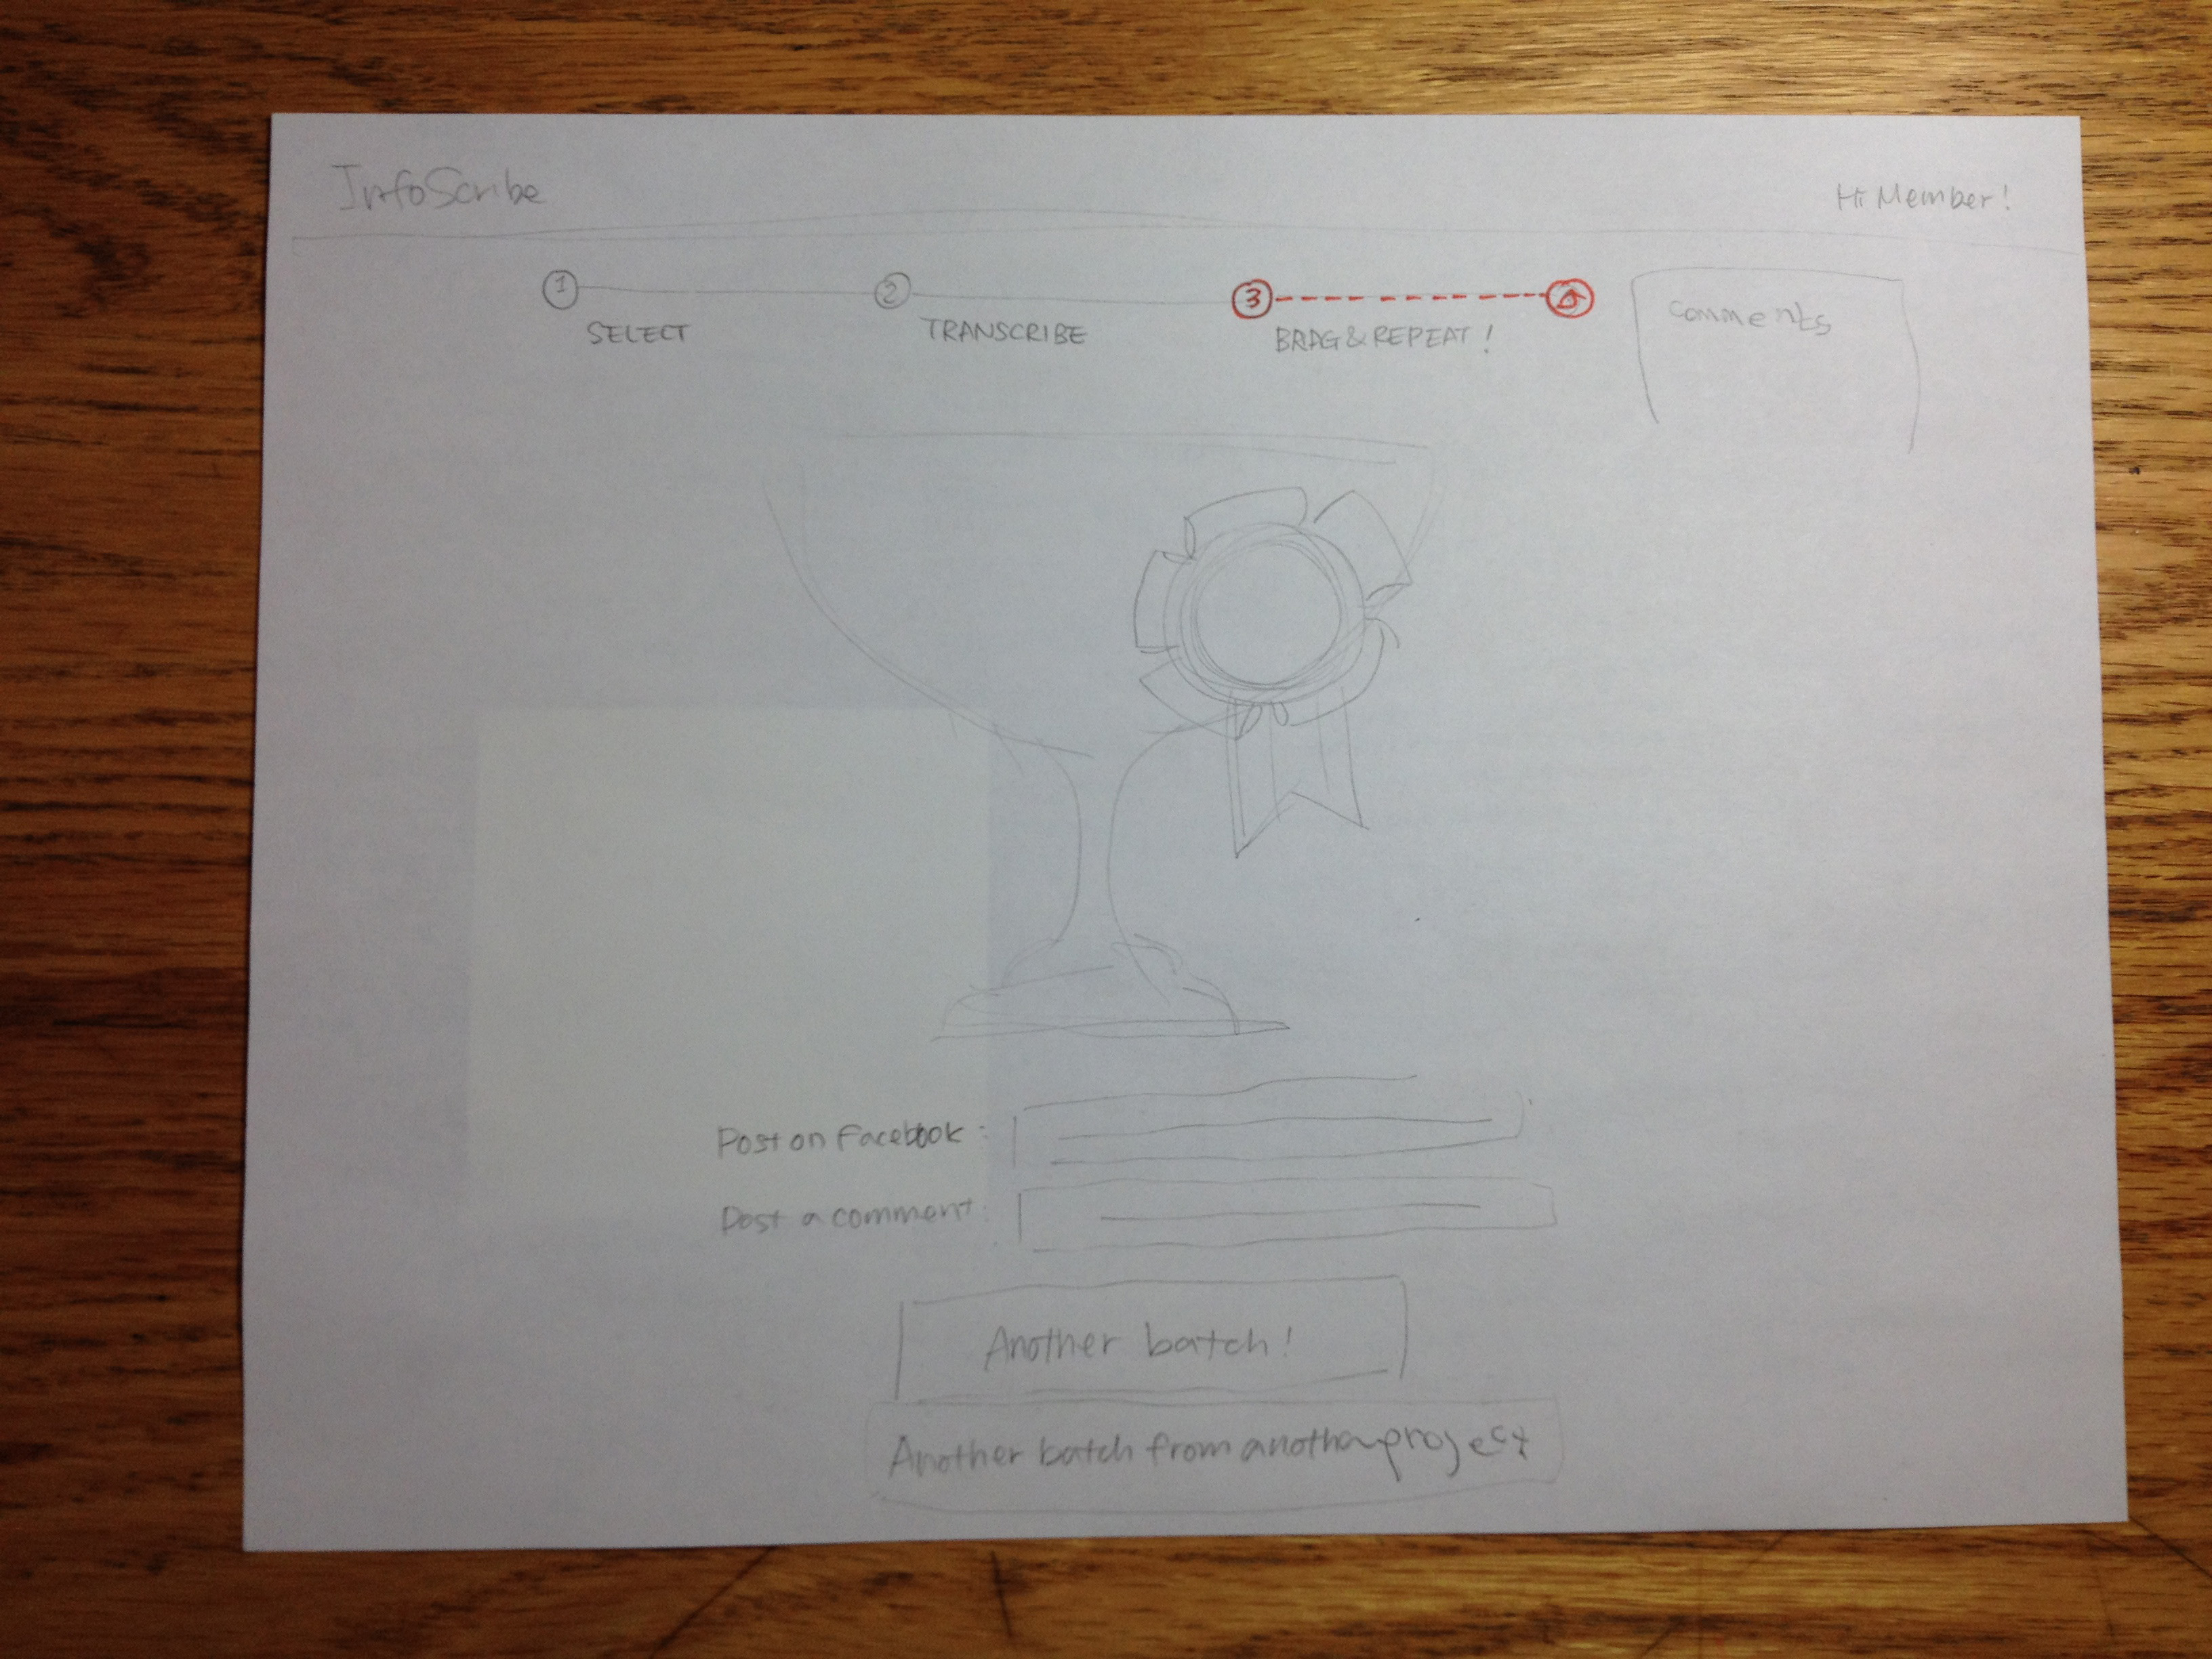 InfoScribe
Hi Member!
1 2 3
SELECT TRANSCRIBE BRAG & REPEAT!
comments
Post on Facebook:
Post a comment:
Another batch!
Another batch from another project